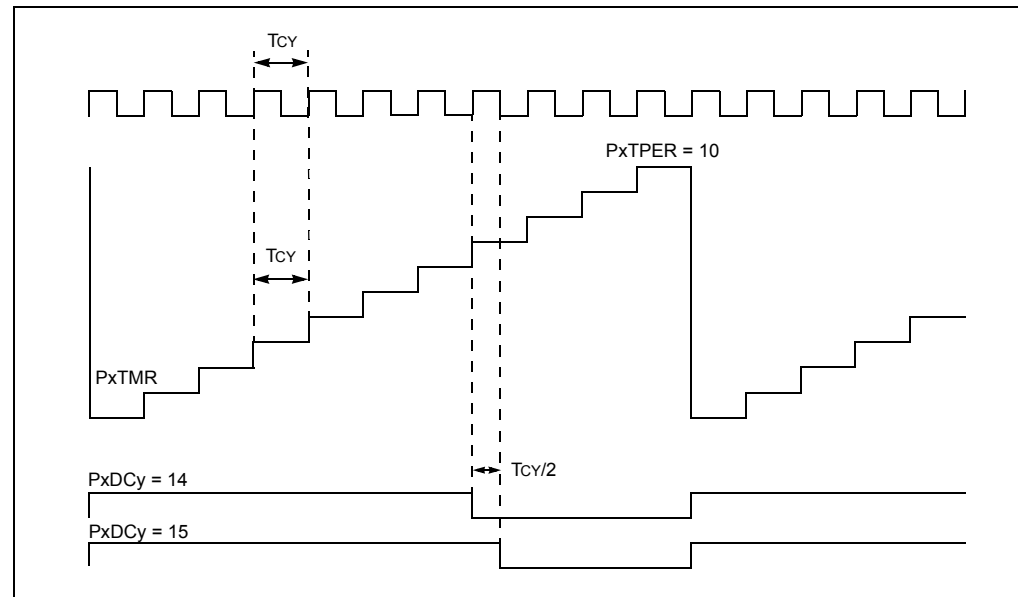 TCY
PxTPER = 10
TCY
PxTMR
TCY/2
PxDCy = 14
PxDCy = 15